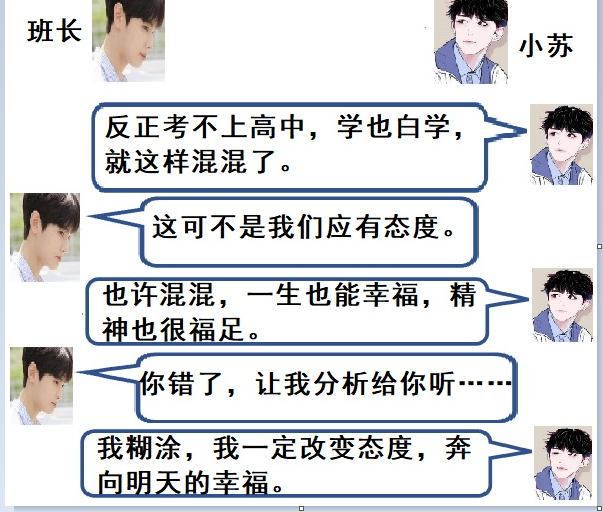 班长
小苏
反正考不上高中，学也白学，
就这样混混了。
这可不是我们应有态度。
也许混混，一生也能幸福，精
神也很福足。
你错了，让我分析给你听……
我糊涂，我一定改变态度，奔
向明天的幸福。